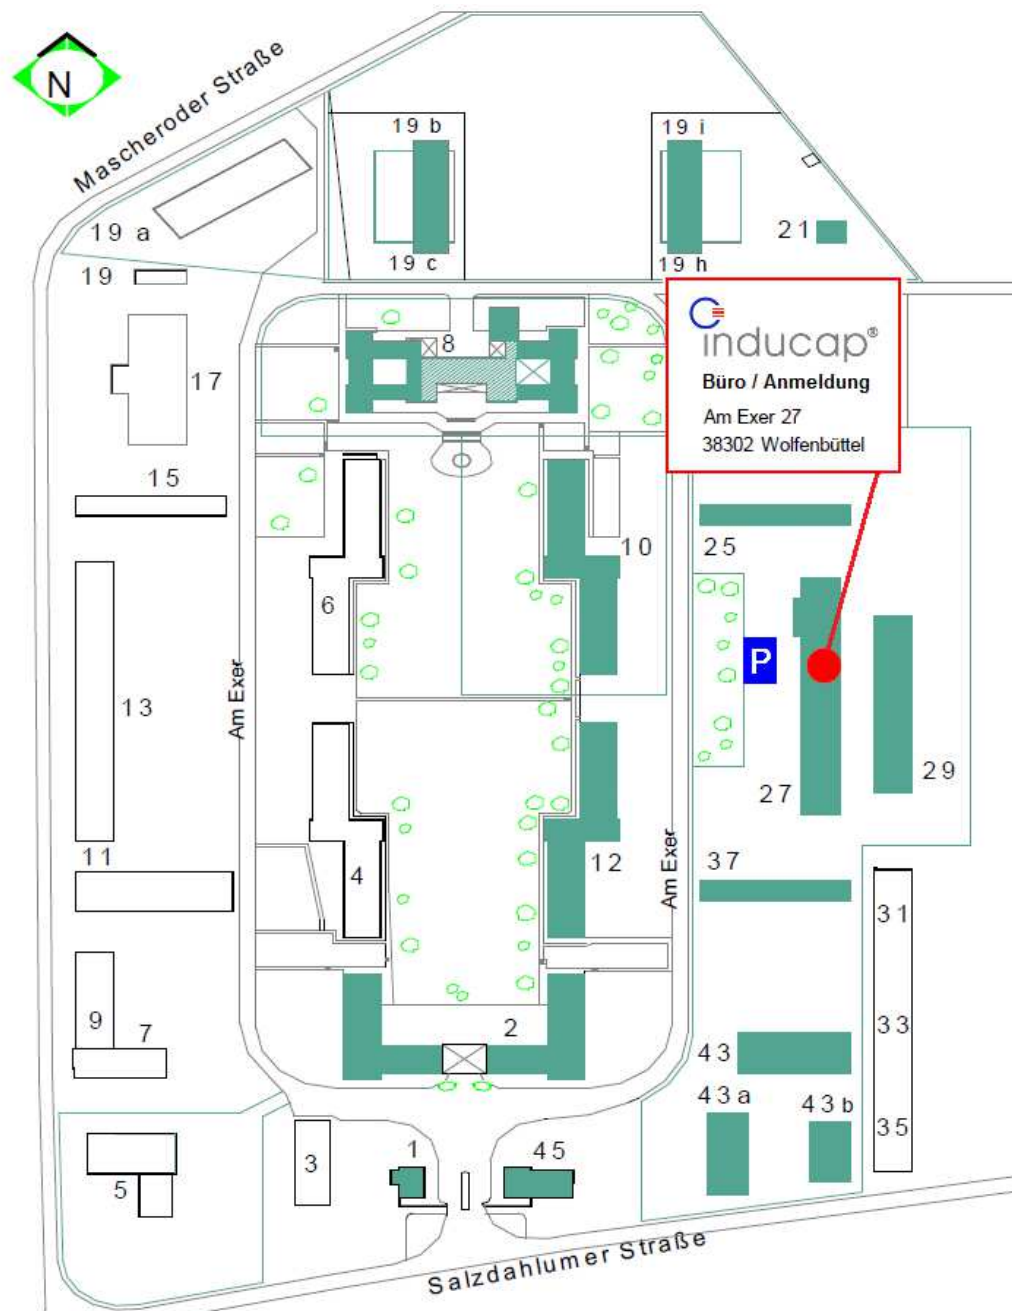 N
Mascheroder Straße
19 b
19 i
19 a
21
19 c
19 h
19
inducap®
Büro / Anmeldung
Am Exer 27
38302 Wolfenbüttel
8
17
15
25
10
6
P
Am Exer
13
29
27
11
37
12
Am Exer
4
31
9
7
2
33
43
43a
43b
35
1
45
3
5
Salzdahlumer Straße